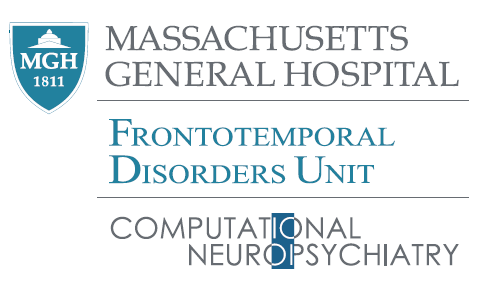 MGH
1811
MASSACHUSETTS
GENERAL HOSPITAL
FRONTOTEMPORAL
DISORDERS UNIT
COMPUTATIONAL
NEUROPSYCHIATRY